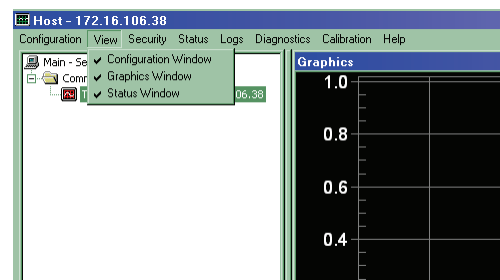 Host - 172.16.106.38
Configuration View Security Status Logs Diagnostics Calibration Help
Main - Se
Configuration Window
Graphics Window
Status Window
Comm
T
06.38
Graphics
1.0
0.8
0.6
0.4